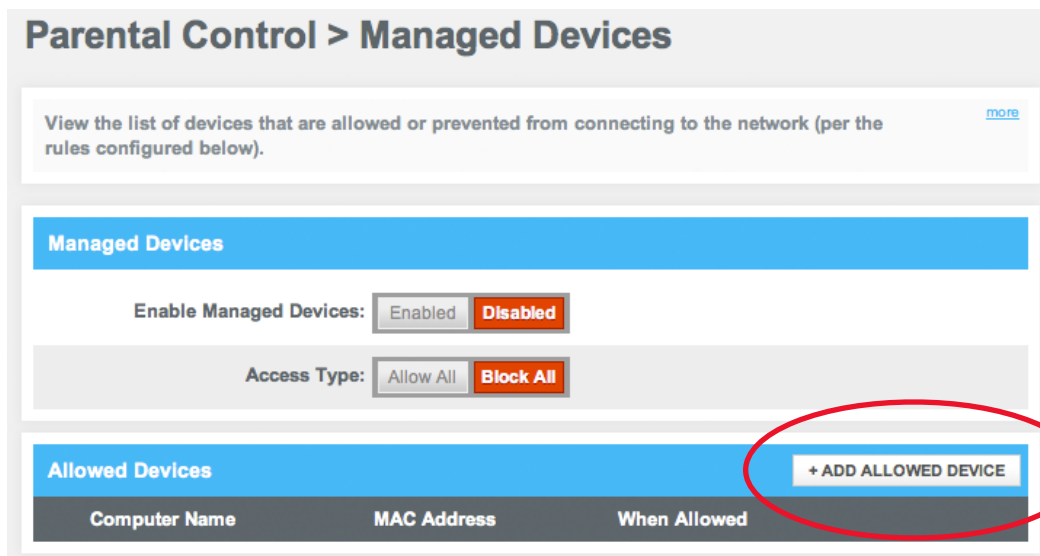 Parental Control > Managed Devices
View the list of devices that are allowed or prevented from connecting to the network (per the
more
rules configured below).
Managed Devices
Enable Managed Devices: Enabled Disabled
Access Type: Allow All Block All
Allowed Devices + ADD ALLOWED DEVICE
Computer Name MAC Address When Allowed